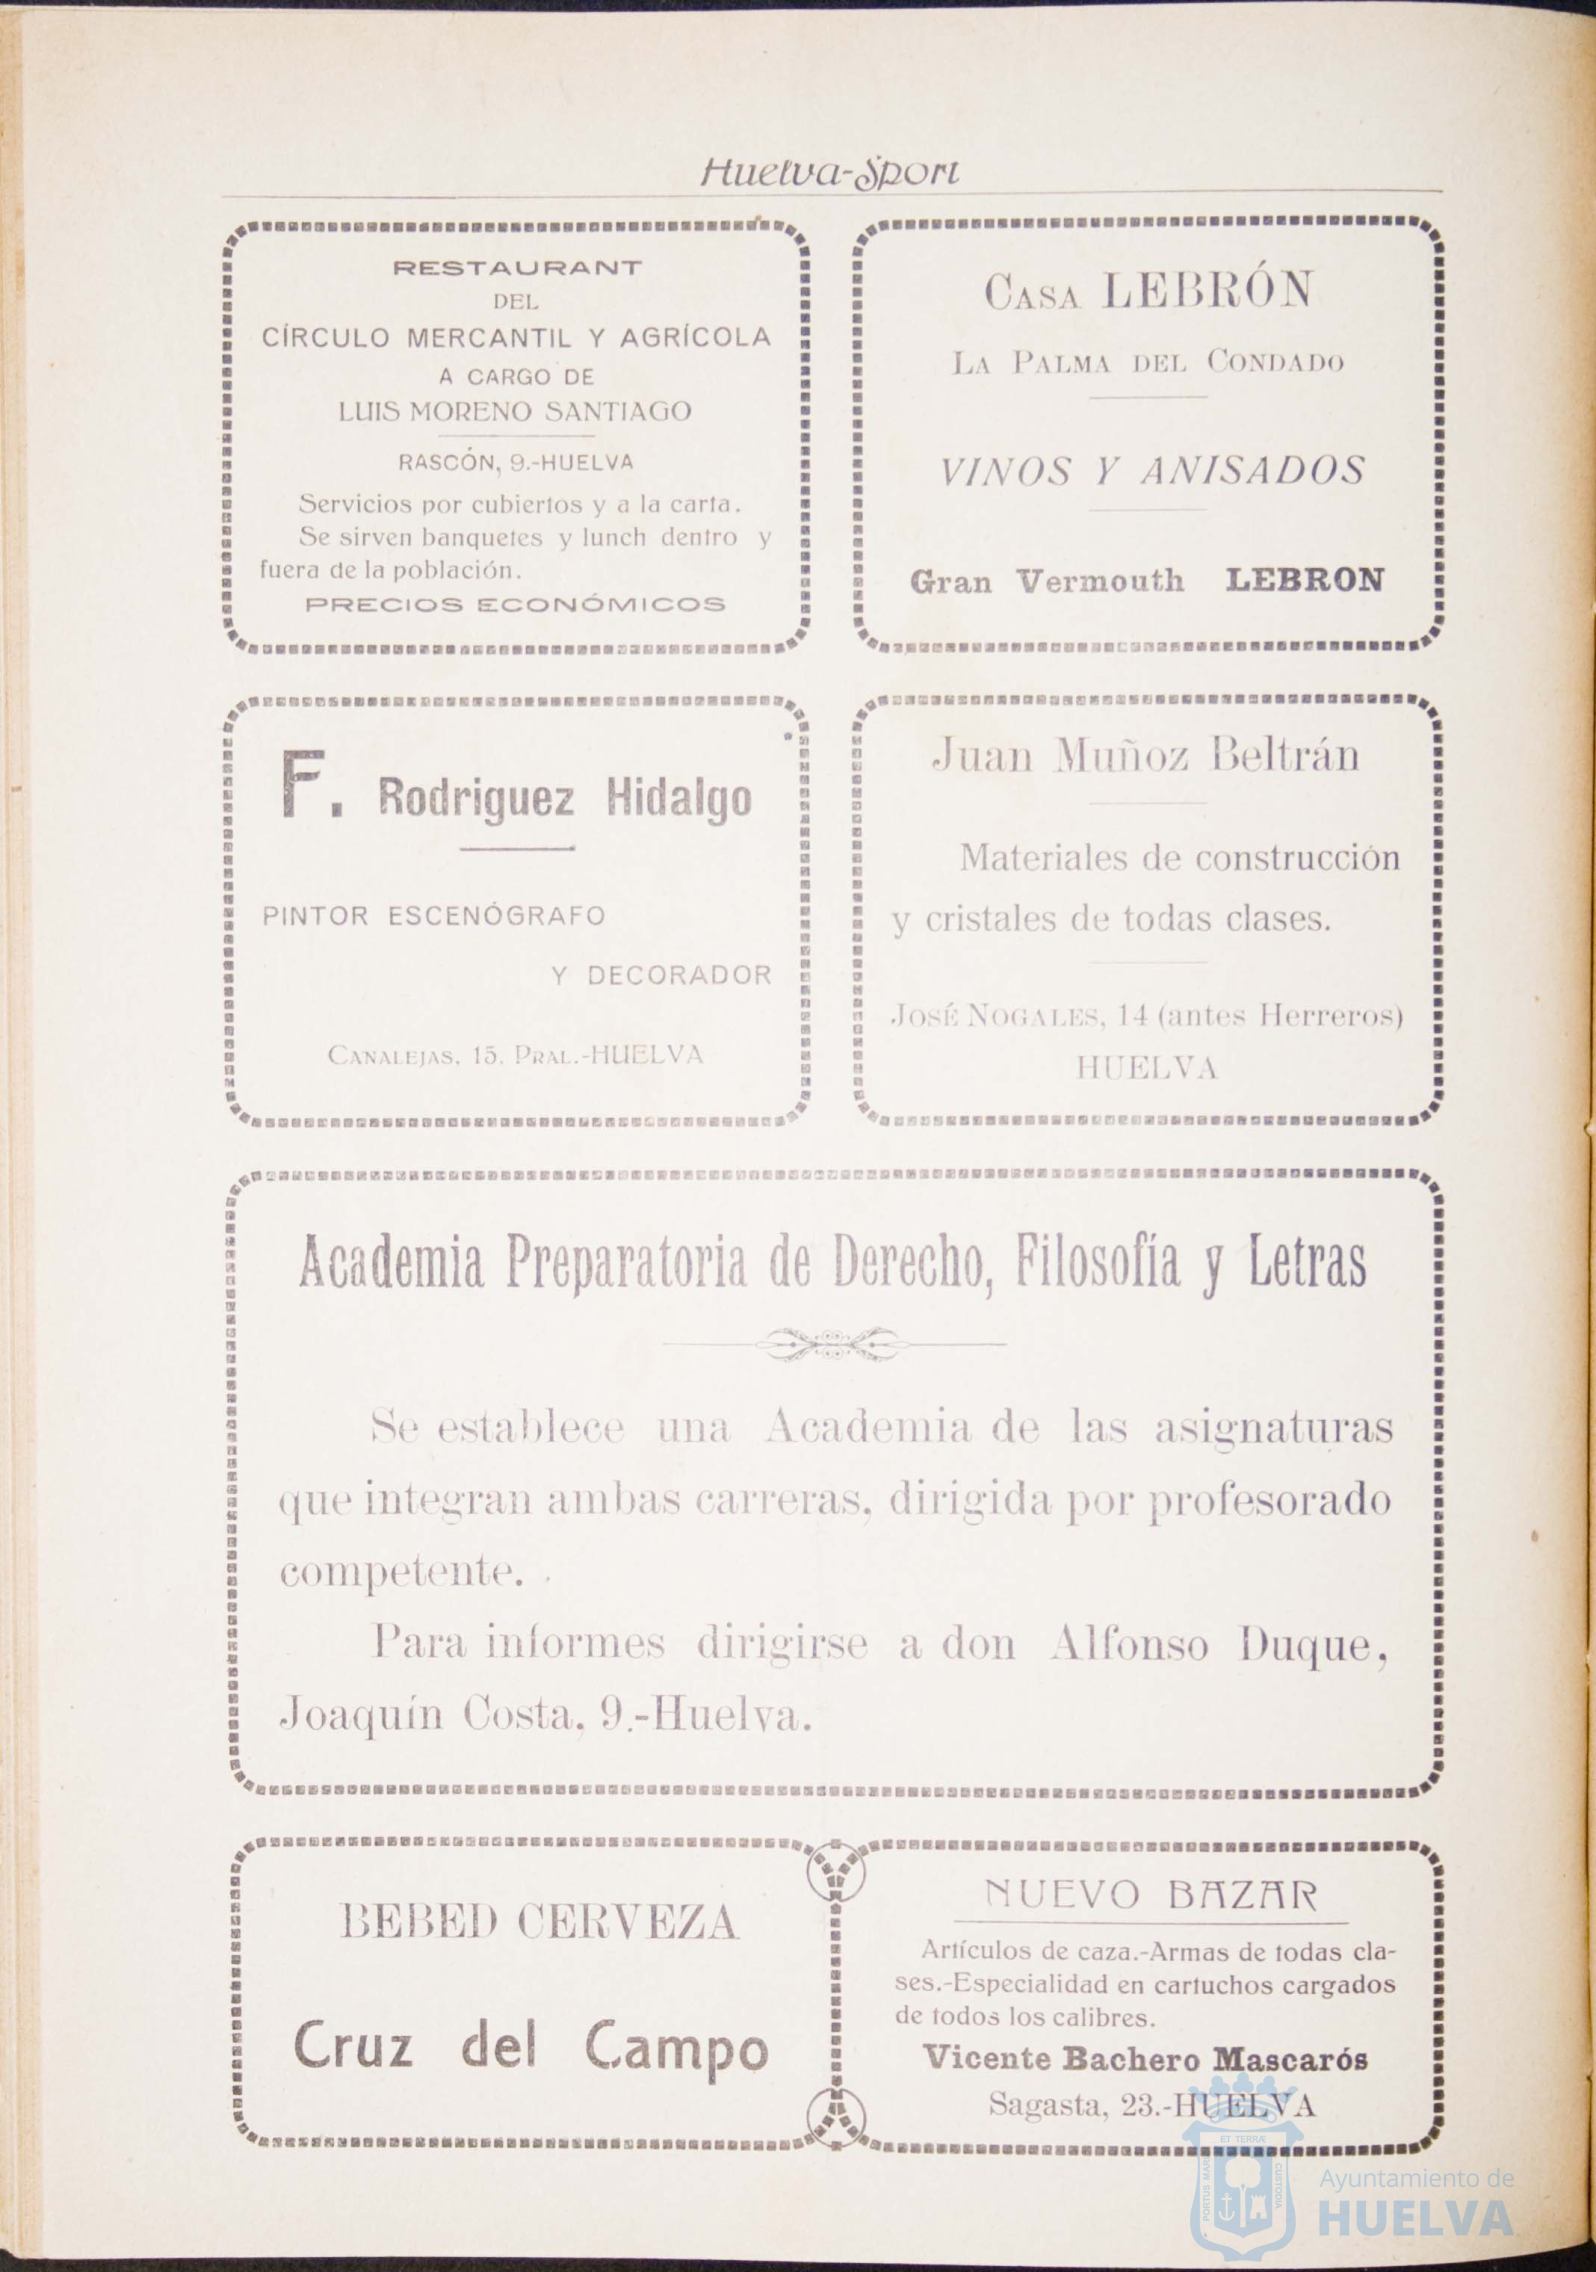 Huelva-Sport
RESTAURANT
DEL
CÍRCULO MERCANTIL Y AGRÍCOLA
A CARGO DE
LUIS MORENO SANTIAGO
RASCÓN, 9.-HUELVA
Servicios por cubiertos y a la carta.
Se sirven banquetes y lunch dentro y
fuera de la población.
PRECIOS ECONÓMICOS
CASA LEBRÓN
LA PALMA DEL CONDADO
VINOS Y ANISADOS
Gran Vermouth LEBRON
F. Rodriguez Hidalgo
PINTOR ESCENÓGRAFO
Y DECORADOR
CANALEJAS, 15, PRAL.-HUELVA
Juan Muñoz Beltrán
Materiales de construcción
y cristales de todas clases.
JOSÉ NOGALES, 14 (antes Herreros)
HUELVA
Academia Preparatoria de Derecho, Filosofía y Letras
Se establece una Academia de las asignaturas
que integran ambas carreras, dirigida por profesorado
competente.
Para informes dirigirse a don Alfonso Duque,
Joaquín Costa, 9.-Huelva.
BEBED CERVEZA
Cruz del Campo
NUEVO BAZAR
Artículos de caza.-Armas de todas cla-
ses.-Especialidad en cartuchos cargados
de todos los calibres.
Vicente Bachero Mascarós
Sagasta, 23.-HUELVA
PORTUS MARIS
ET TERRÆ
CUSTODIA
Ayuntamiento de
HUELVA